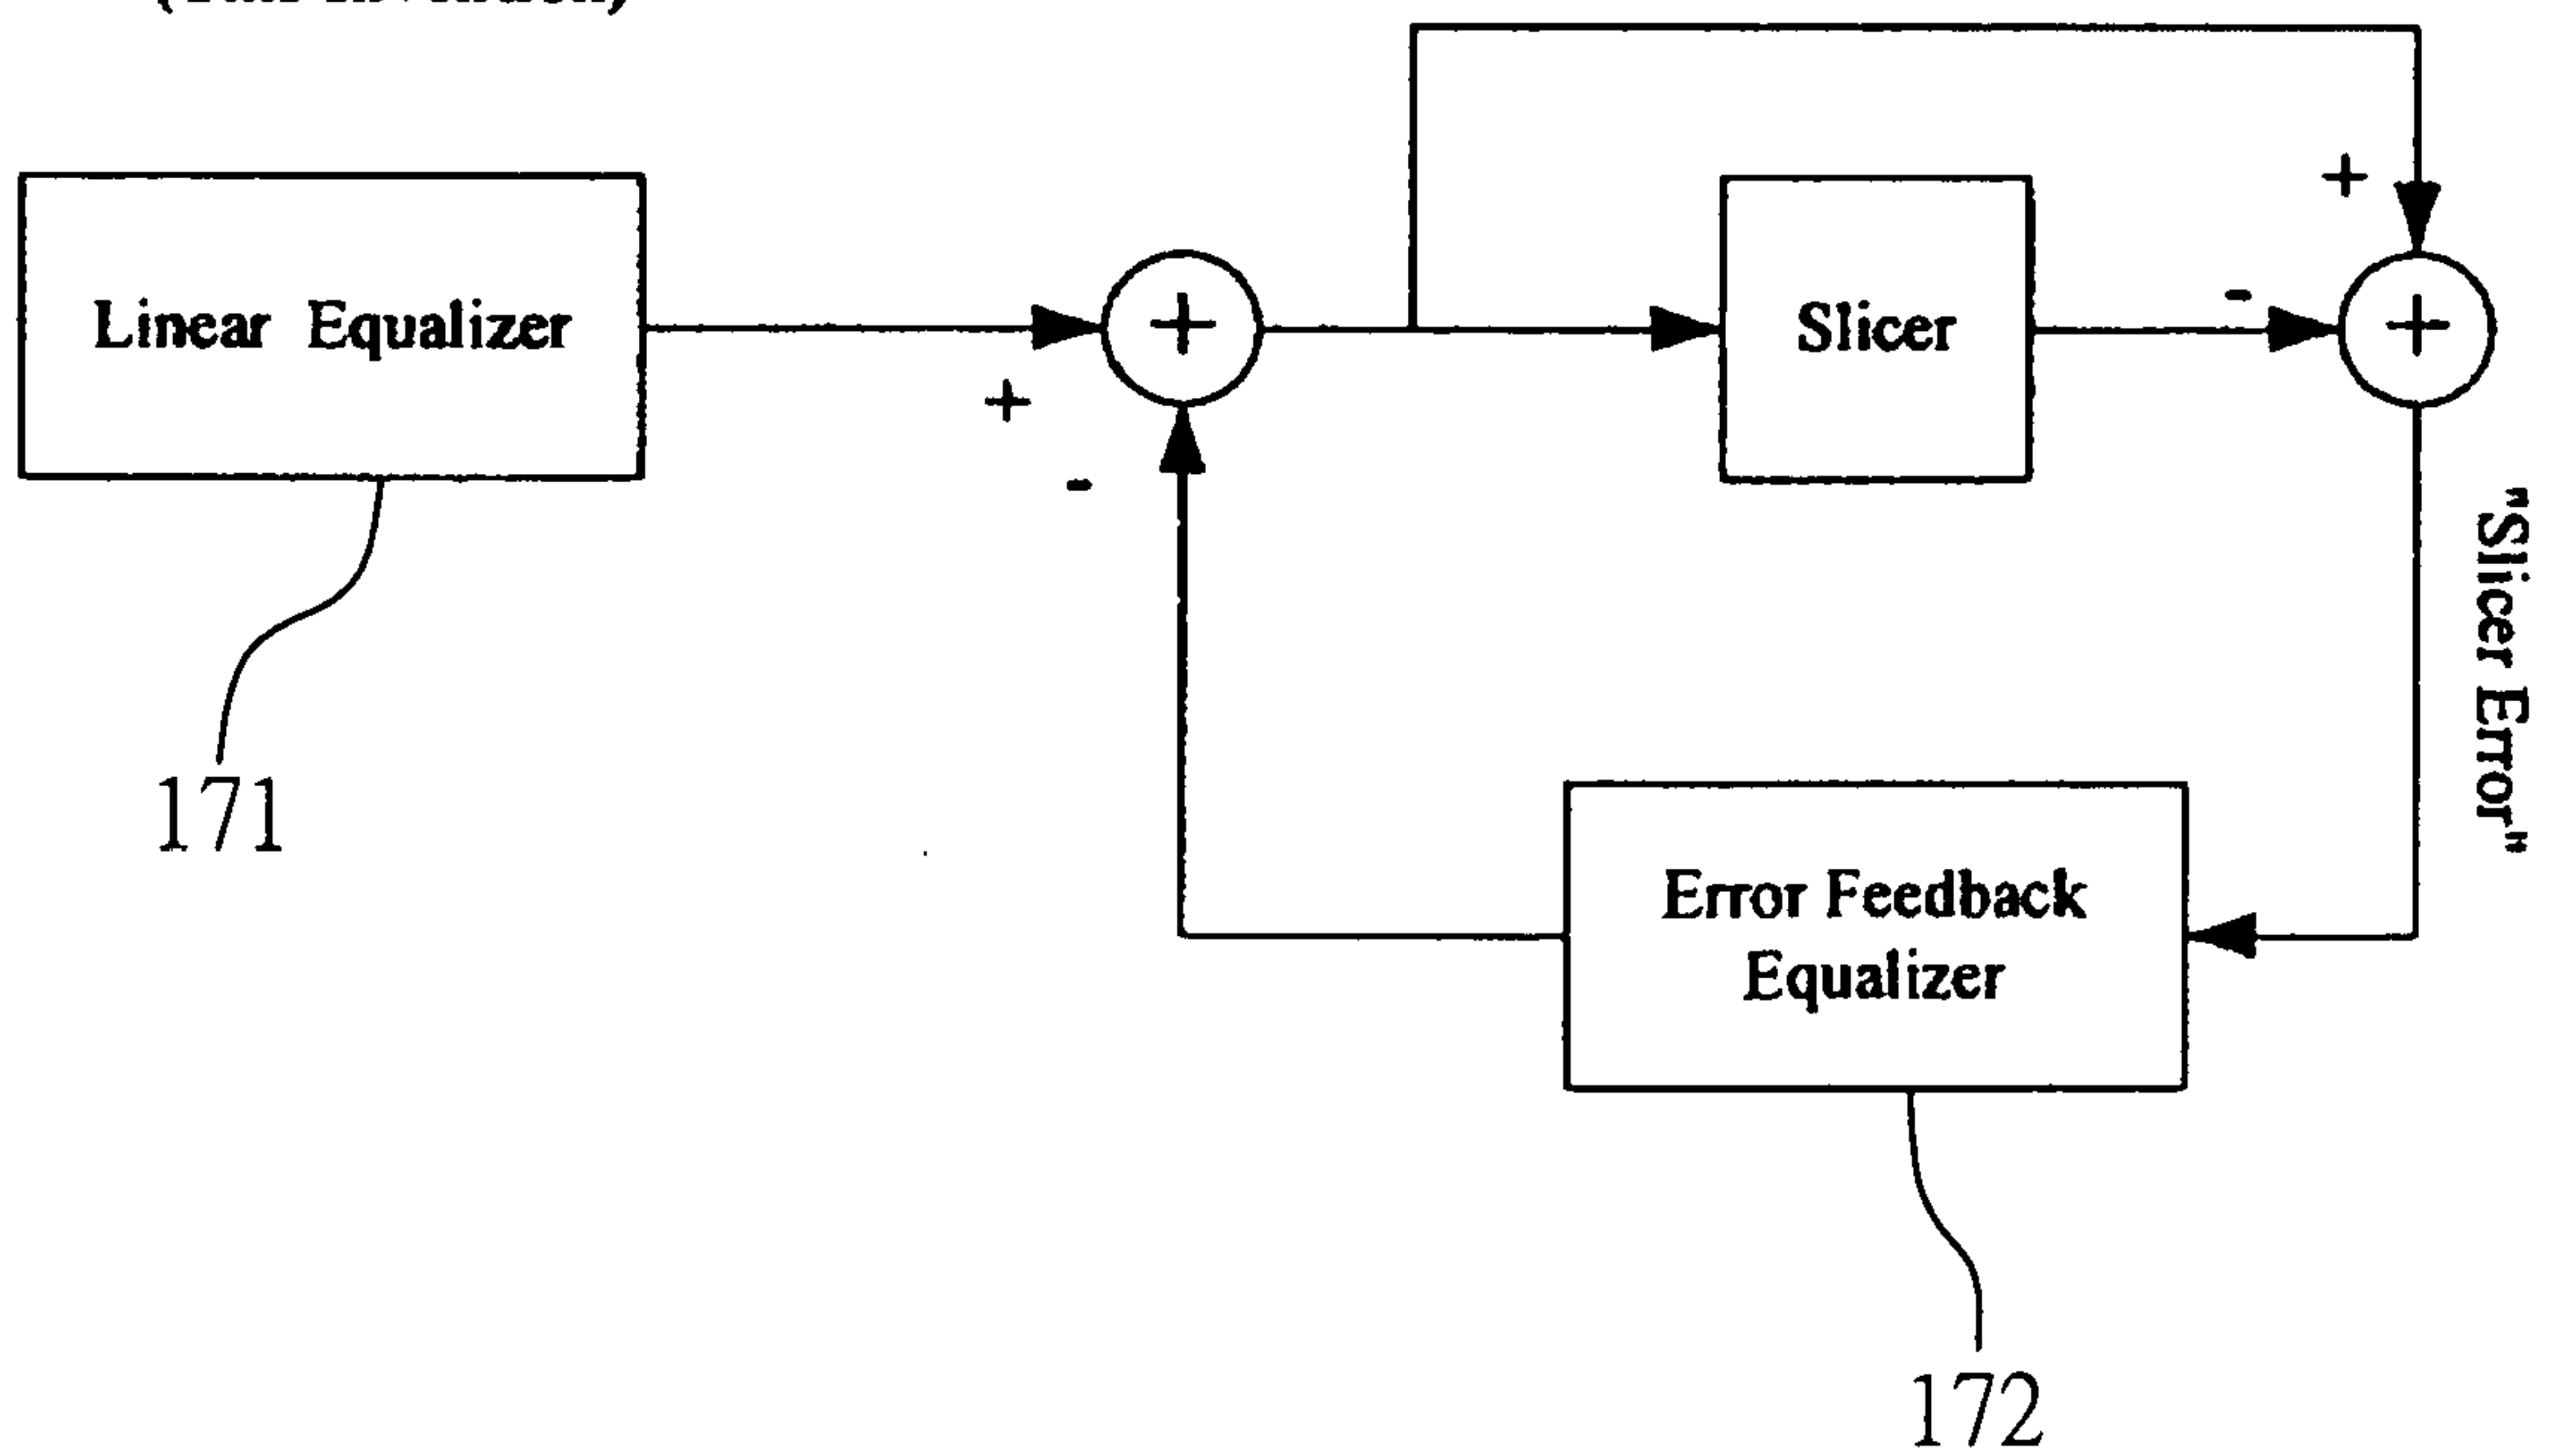 Linear Equalizer
+
+
-
Slicer
+
-
+
"Slicer Error"
Error Feedback
Equalizer
171
172